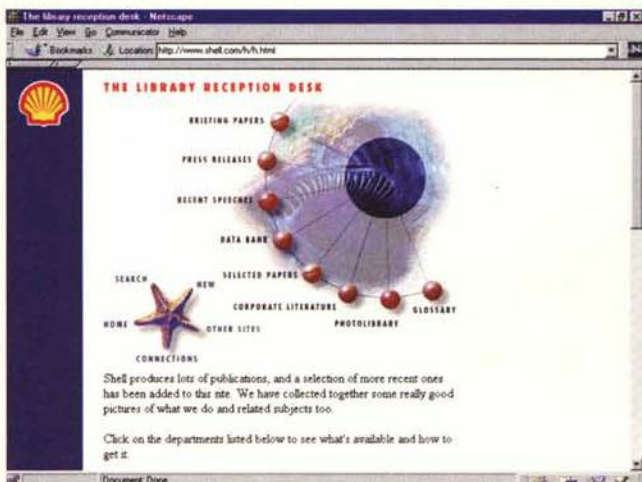 The library reception desk - Netscape
File Edit View Go Communicator Help
Bookmarks Location: http://www.shell.com/h/h.html
THE LIBRARY RECEPTION DESK
BRIEFING PAPERS
PRESS RELEASES
RECENT SPEECHES
DATA BANK
SELECTED PAPERS
CORPORATE LITERATURE
PHOTOLIBRARY
GLOSSARY
SEARCH
NEW
HOME
OTHER SITES
CONNECTIONS
Shell produces lots of publications, and a selection of more recent ones
has been added to this site. We have collected together some really good
pictures of what we do and related subjects too.
Click on the departments listed below to see what's available and how to
get it.
Document: Done